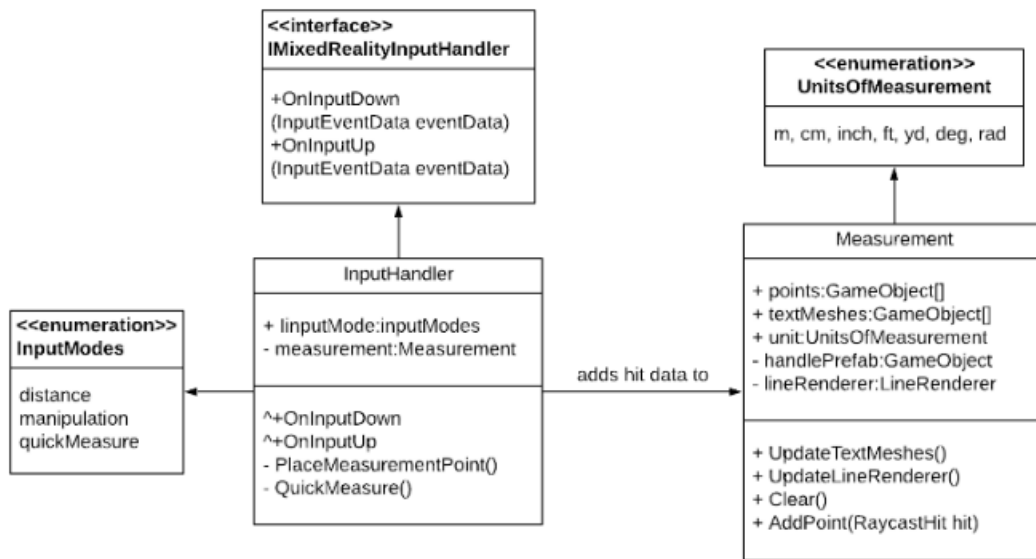 <<interface>>
IMixedRealityInputHandler
+OnInputDown
(InputEventData eventData)
+OnInputUp
(InputEventData eventData)
<<enumeration>>
UnitsOfMeasurement
m, cm, inch, ft, yd, deg, rad
InputHandler
+ IinputMode:inputModes
- measurement:Measurement
^+OnInputDown
^+OnInputUp
- PlaceMeasurementPoint()
- QuickMeasure()
<<enumeration>>
InputModes
distance
manipulation
quickMeasure
adds hit data to
Measurement
+ points:GameObject[]
+ textMeshes:GameObject[]
+ unit:UnitsOfMeasurement
- handlePrefab:GameObject
- lineRenderer:LineRenderer
+ UpdateTextMeshes()
+ UpdateLineRenderer()
+ Clear()
+ AddPoint(RaycastHit hit)